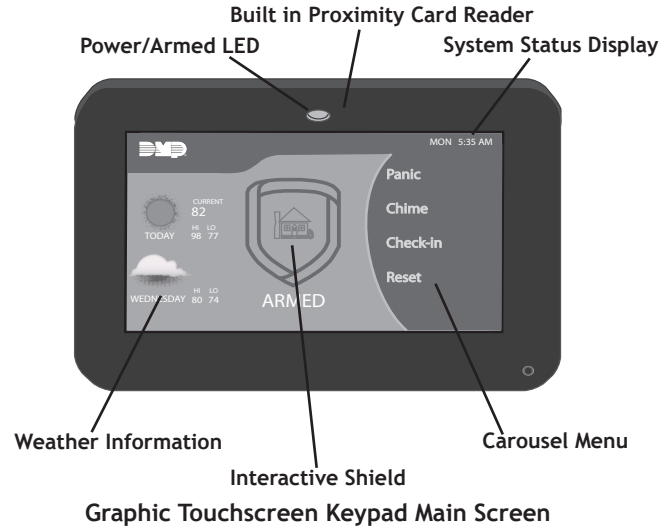 Built in Proximity Card Reader
Power/Armed LED
System Status Display
DMP
MON 5:35 AM
Panic
Chime
Check-in
Reset
CURRENT
82
HI LO
TODAY 98 77
HI LO
WEDNESDAY 80 74
ARMED
Weather Information
Carousel Menu
Interactive Shield
Graphic Touchscreen Keypad Main Screen